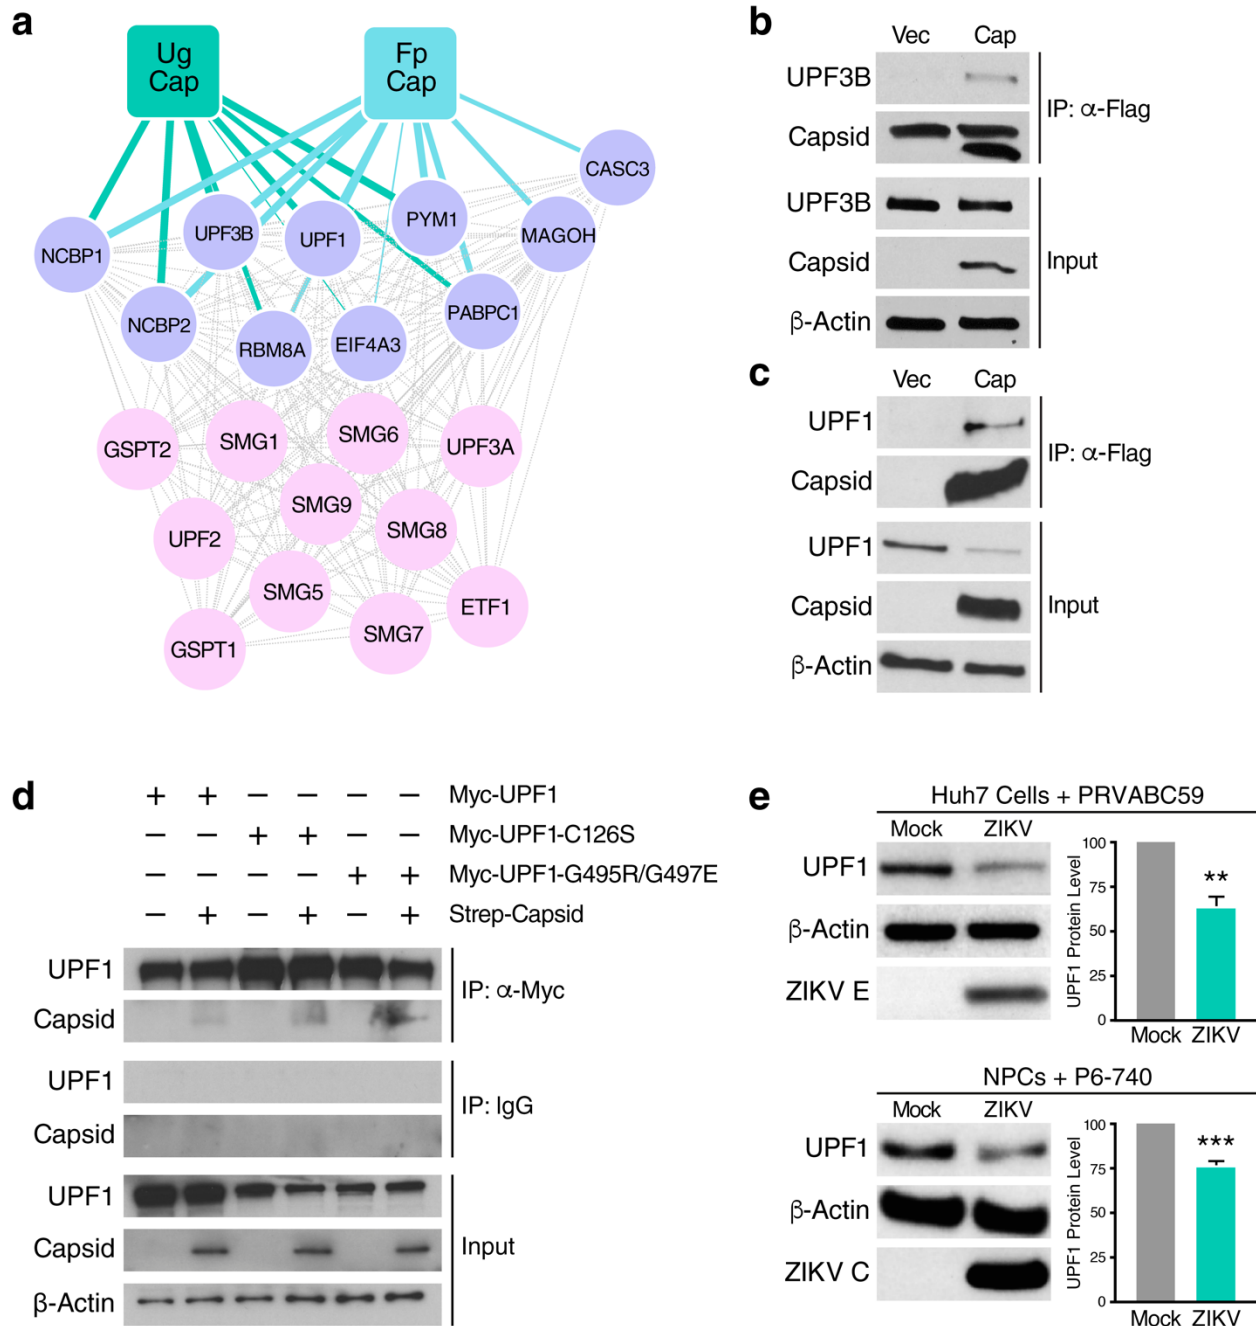 a
Ug
Cap
Fp
Cap
CASC3
NCBP1
UPF3B
UPF1
PYM1
MAGOH
NCBP2
RBM8A
EIF4A3
PABPC1
GSPT2
SMG1
SMG6
UPF3A
SMG9
UPF2
SMG8
SMG5
ETF1
GSPT1
SMG7
b
Vec Cap
UPF3B
Capsid
IP: α-Flag
UPF3B
Capsid
β-Actin
Input
c
Vec Cap
UPF1
Capsid
IP: α-Flag
UPF1
Capsid
β-Actin
Input
d
+ + − − − − Myc-UPF1
− − + + − − Myc-UPF1-C126S
− − − − + + Myc-UPF1-G495R/G497E
− + − + − + Strep-Capsid
UPF1
Capsid
IP: α-Myc
UPF1
Capsid
IP: IgG
UPF1
Capsid
β-Actin
Input
e
Huh7 Cells + PRVABC59
Mock ZIKV
UPF1
β-Actin
ZIKV E
UPF1 Protein Level
100
75
50
25
0
**
Mock ZIKV
NPCs + P6-740
Mock ZIKV
UPF1
β-Actin
ZIKV C
UPF1 Protein Level
100
75
50
25
0
***
Mock ZIKV